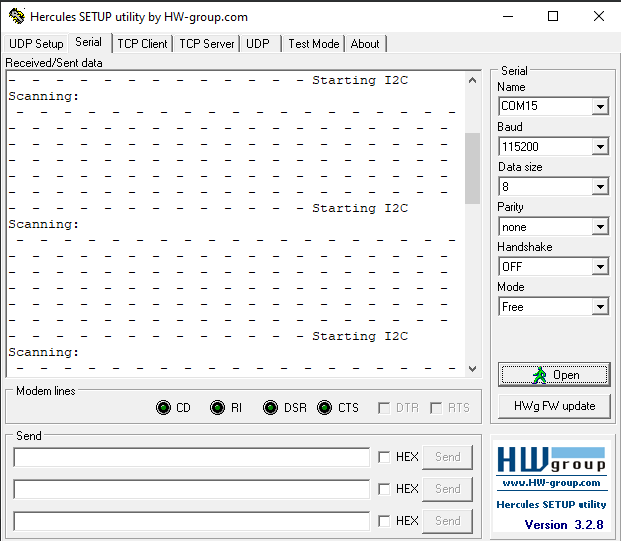 Hercules SETUP utility by HW-group.com
UDP Setup Serial TCP Client TCP Server UDP Test Mode About
Received/Sent data
- - - - - - - - - - - - - Starting I2C
Scanning:
- - - - - - - - - - - - - - - - - - -
- - - - - - - - - - - - - - - - - - -
- - - - - - - - - - - - - - - - - - -
- - - - - - - - - - - - - - - - - - -
- - - - - - - - - - - - - - - - - - -
- - - - - - - - - - - - - - - - - - -
- - - - - - - - - - - - - Starting I2C
Scanning:
- - - - - - - - - - - - - - - - - - -
- - - - - - - - - - - - - - - - - - -
- - - - - - - - - - - - - - - - - - -
- - - - - - - - - - - - - - - - - - -
- - - - - - - - - - - - - - - - - - -
- - - - - - - - - - - - - - - - - - -
- - - - - - - - - - - - - Starting I2C
Scanning:
- - - - - - - - - - - - - - - - - - -
Serial
Name
COM15
Baud
115200
Data size
8
Parity
none
Handshake
OFF
Mode
Free
Open
HWg FW update
Modem lines
CD RI DSR CTS DTR RTS
Send
HEX Send
HEX Send
HEX Send
HWgroup
www.HW-group.com
Hercules SETUP utility
Version 3.2.8